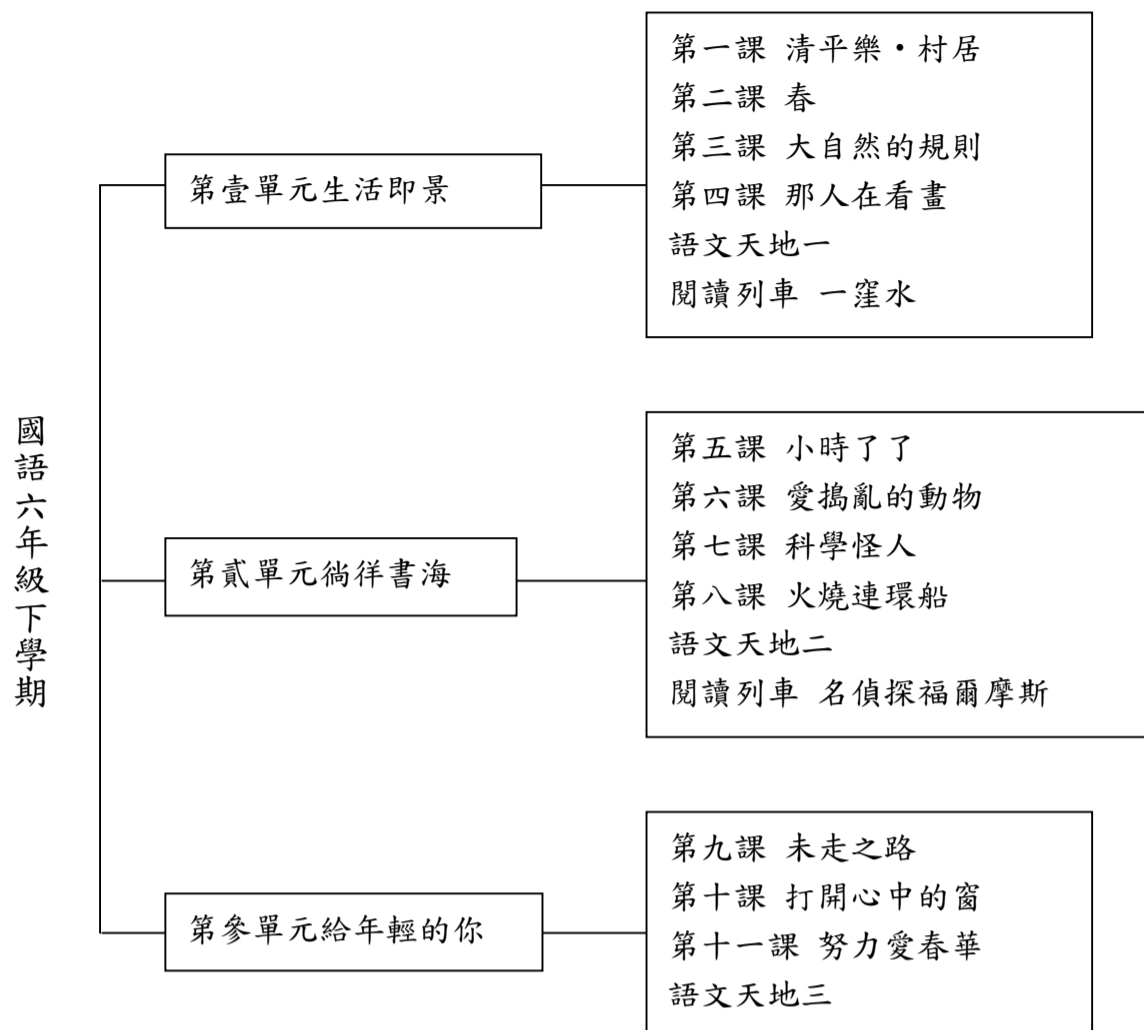 國語六年級下學期
第壹單元生活即景
第一課 清平樂・村居
第二課 春
第三課 大自然的規則
第四課 那人在看畫
語文天地一
閱讀列車 一窪水
第貳單元徜徉書海
第五課 小時了了
第六課 愛搗亂的動物
第七課 科學怪人
第八課 火燒連環船
語文天地二
閱讀列車 名偵探福爾摩斯
第參單元給年輕的你
第九課 未走之路
第十課 打開心中的窗
第十一課 努力愛春華
語文天地三